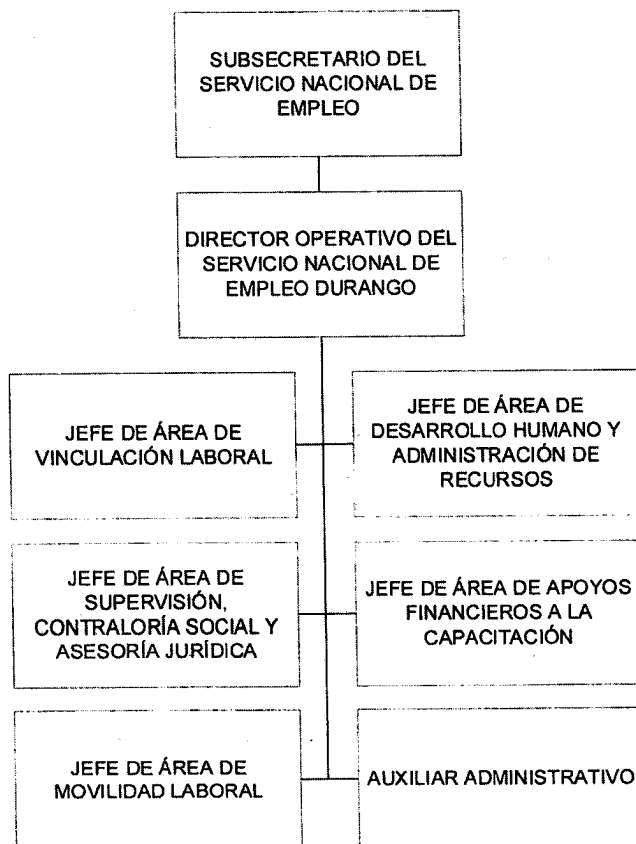 SUBSECRETARIO DEL
SERVICIO NACIONAL DE
EMPLEO
DIRECTOR OPERATIVO DEL
SERVICIO NACIONAL DE
EMPLEO DURANGO
JEFE DE ÁREA DE
VINCULACIÓN LABORAL
JEFE DE ÁREA DE
DESARROLLO HUMANO Y
ADMINISTRACIÓN DE
RECURSOS
JEFE DE ÁREA DE
SUPERVISIÓN,
CONTRALORÍA SOCIAL Y
ASESORÍA JURÍDICA
JEFE DE ÁREA DE APOYOS
FINANCIEROS A LA
CAPACITACIÓN
JEFE DE ÁREA DE
MOVILIDAD LABORAL
AUXILIAR ADMINISTRATIVO